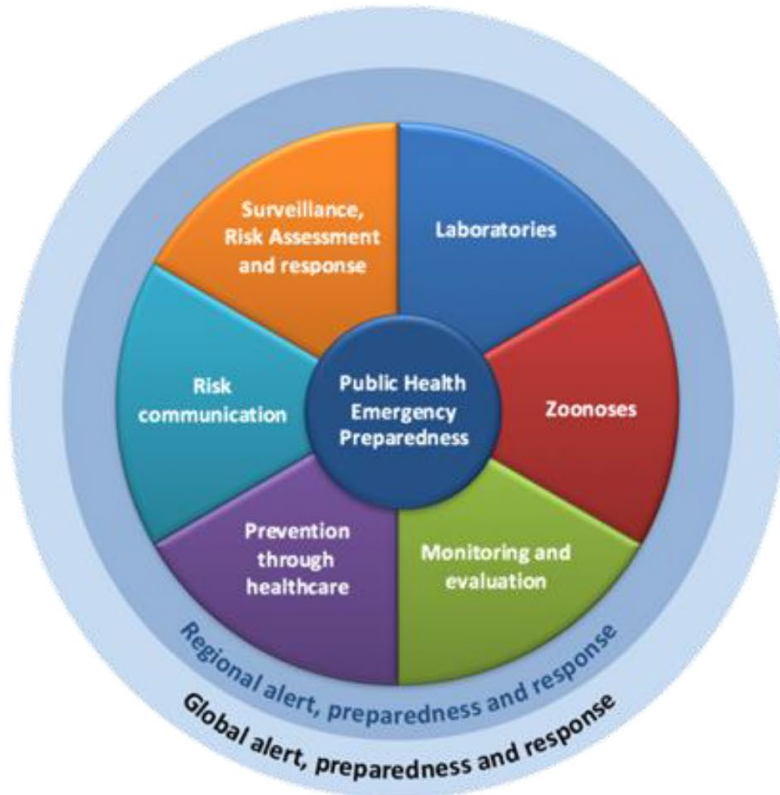 Surveillance,
Risk Assessment
and response
Laboratories
Risk
communication
Public Health
Emergency
Preparedness
Zoonoses
Prevention
through
healthcare
Monitoring and
evaluation
Regional alert, preparedness and response
Global alert, preparedness and response